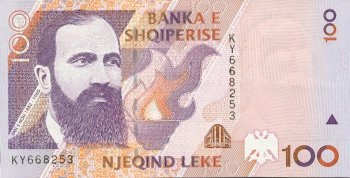 100
BANKA E
SHQIPERISE
100
KY668253
KY668253
NJEQIND LEKE
100